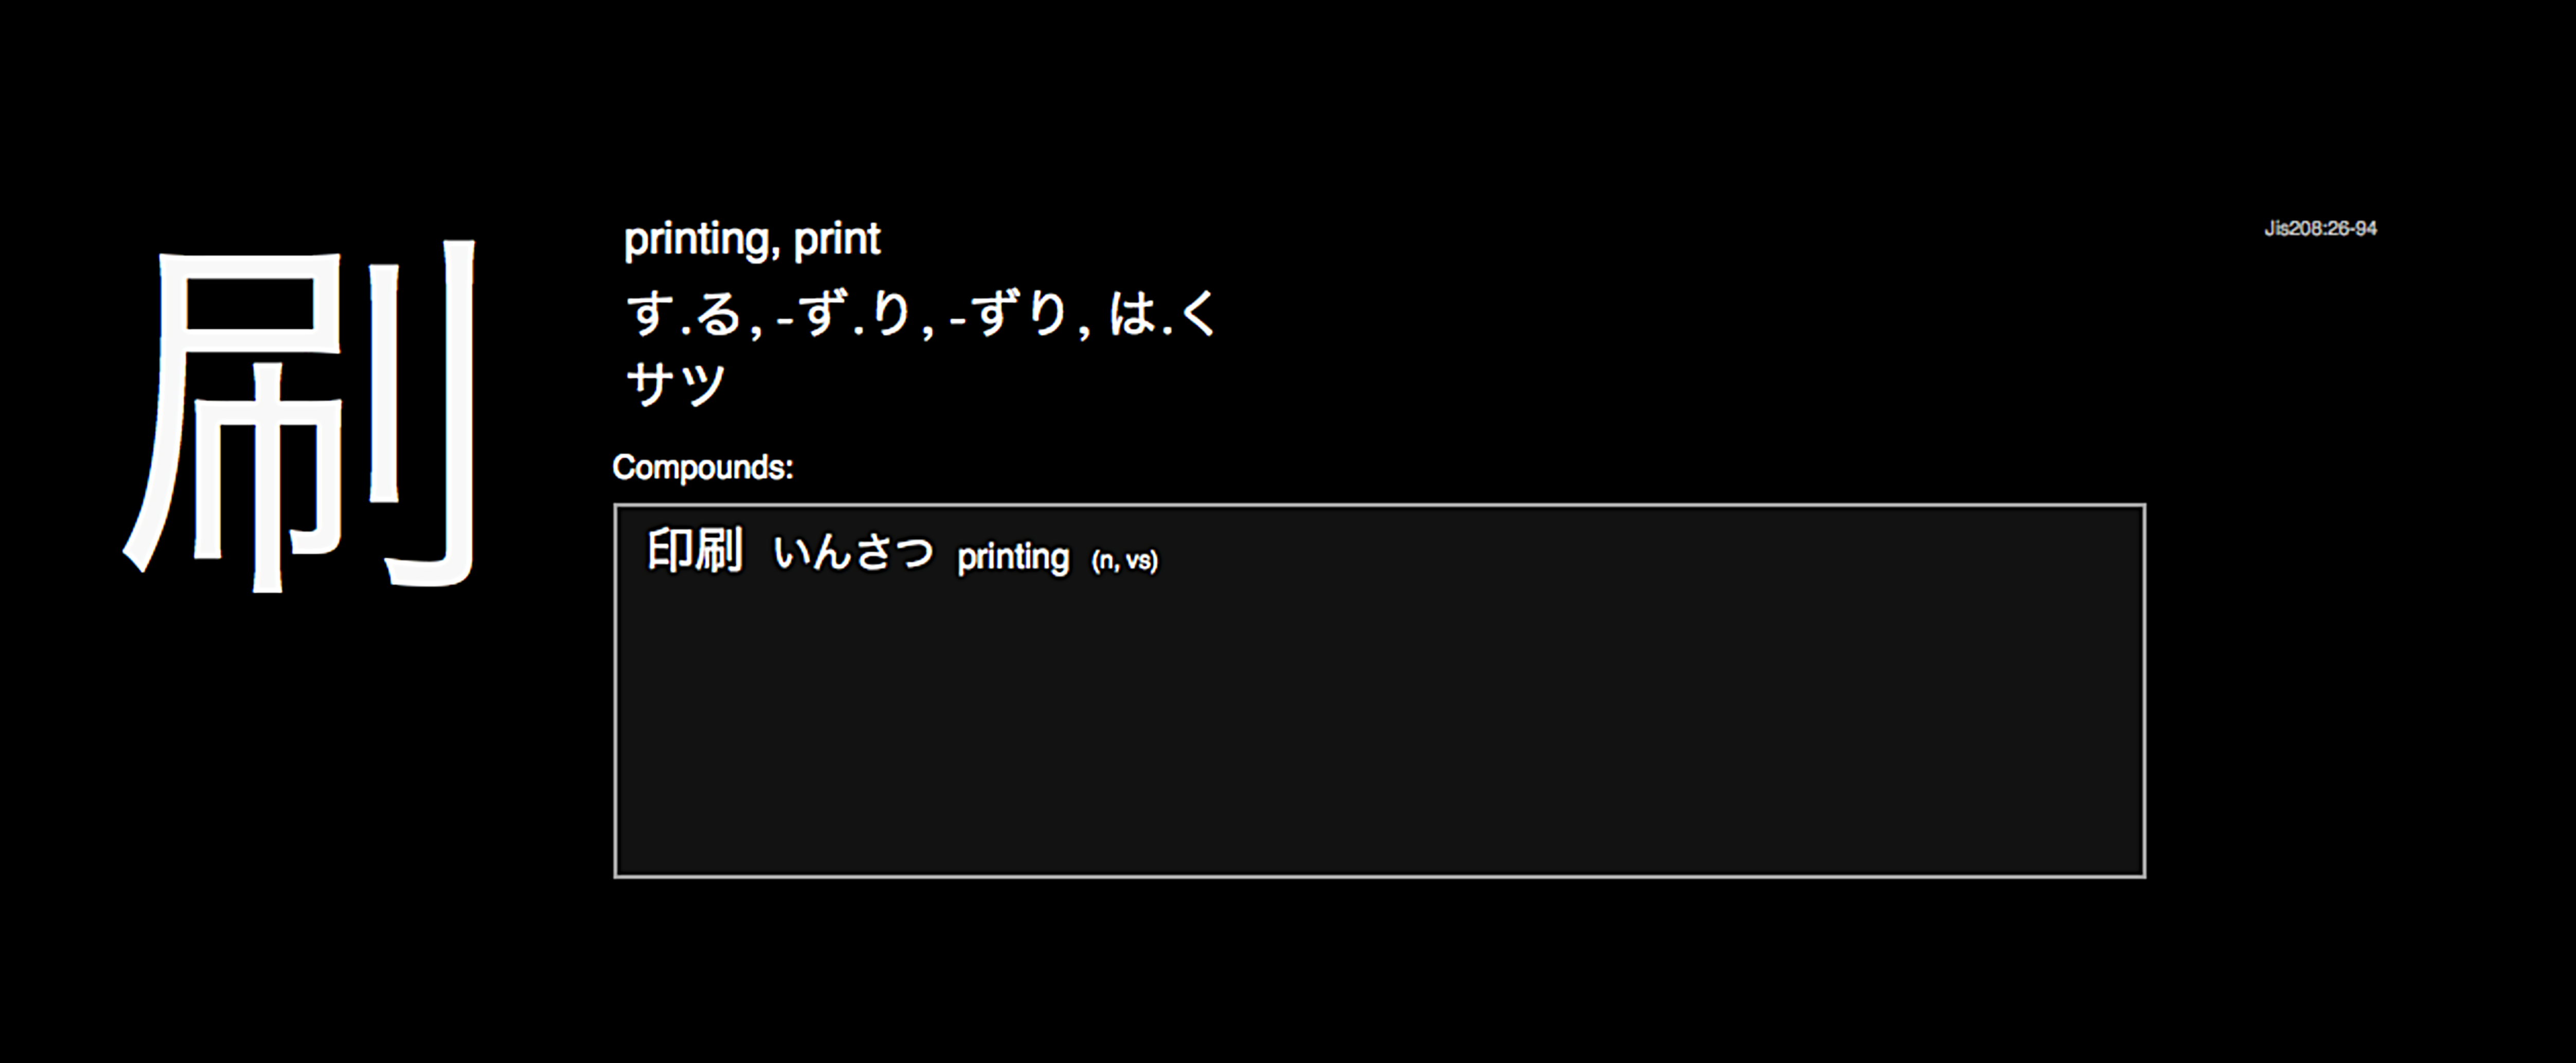 刷
printing, print
Jis208:26-94
す.る, -ず.り, -ずり, は.く
サツ
Compounds:
印刷 いんさつ printing (n, vs)